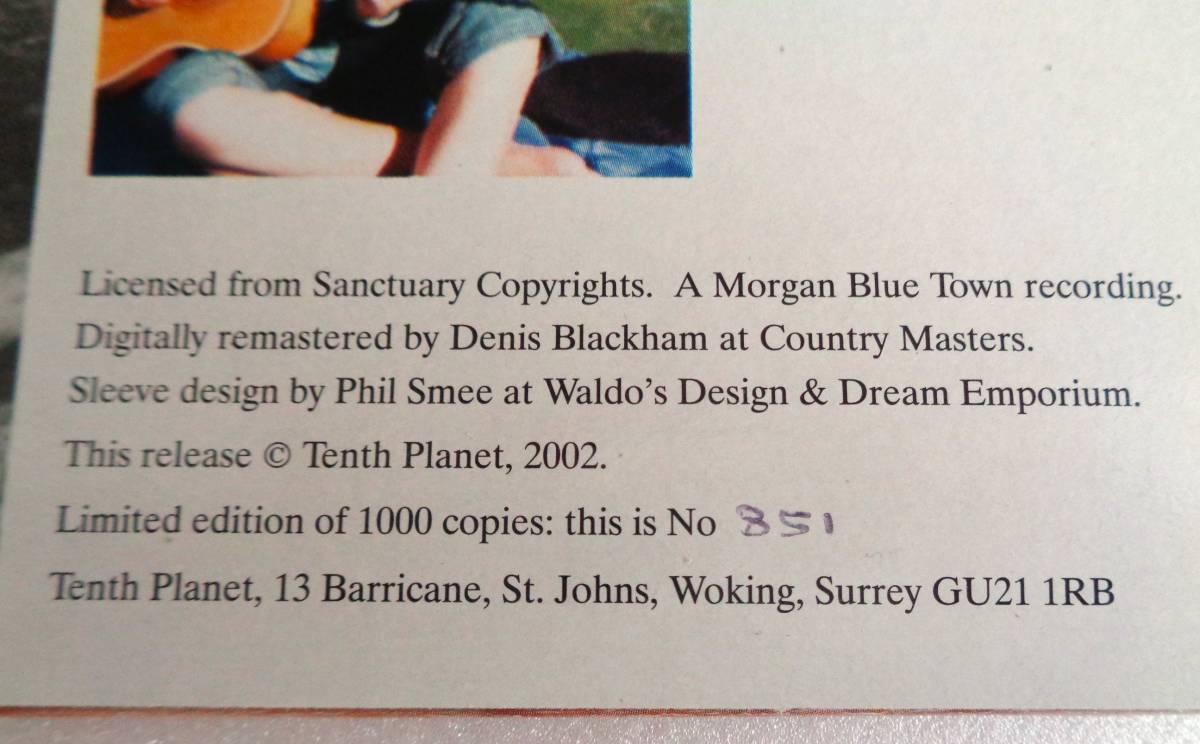 Licensed from Sanctuary Copyrights. A Morgan Blue Town recording.
Digitally remastered by Denis Blackham at Country Masters.
Sleeve design by Phil Smee at Waldo's Design & Dream Emporium.
This release © Tenth Planet, 2002.
Limited edition of 1000 copies: this is No 851
Tenth Planet, 13 Barricane, St. Johns, Woking, Surrey GU21 1RB